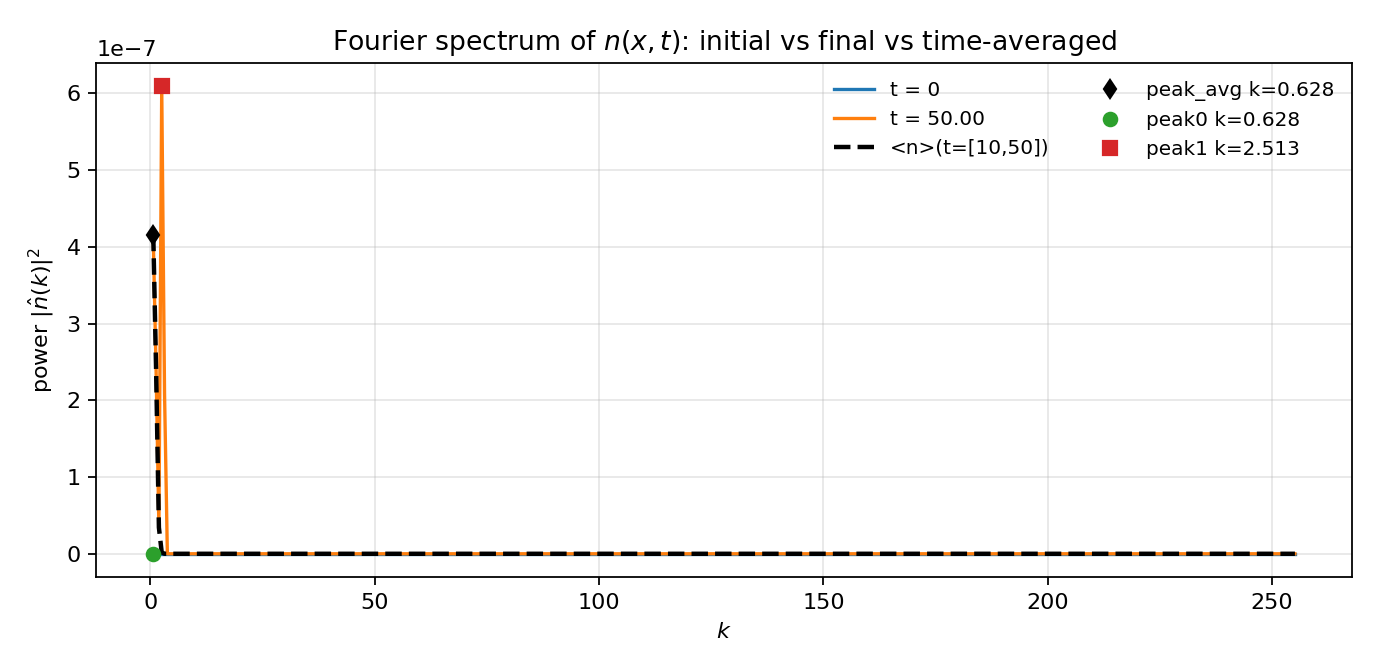 Fourier spectrum of n(x, t): initial vs final vs time-averaged
1e−7
6
5
4
3
2
1
0
power |n̂(k)|²
0 50 100 150 200 250
k
t = 0
t = 50.00
<n>(t=[10,50])
peak_avg k=0.628
peak0 k=0.628
peak1 k=2.513